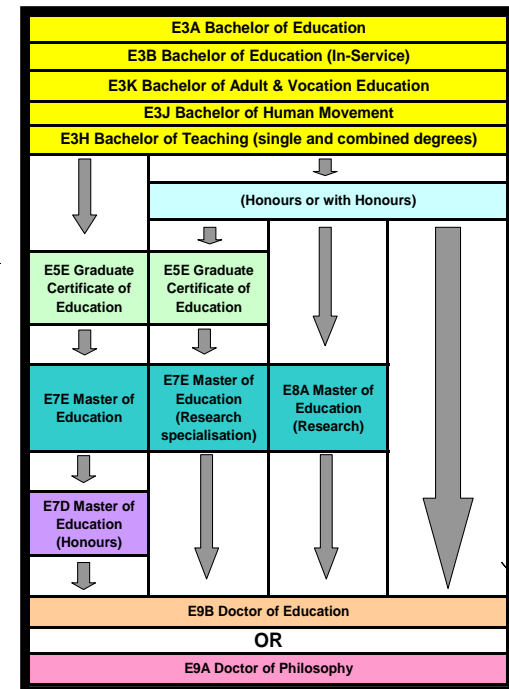 E3A Bachelor of Education
E3B Bachelor of Education (In-Service)
E3K Bachelor of Adult & Vocation Education
E3J Bachelor of Human Movement
E3H Bachelor of Teaching (single and combined degrees)
(Honours or with Honours)
E5E Graduate
Certificate of
Education
E5E Graduate
Certificate of
Education
E7E Master of
Education
E7E Master of
Education
(Research
specialisation)
E8A Master of
Education
(Research)
E7D Master of
Education
(Honours)
E9B Doctor of Education
OR
E9A Doctor of Philosophy